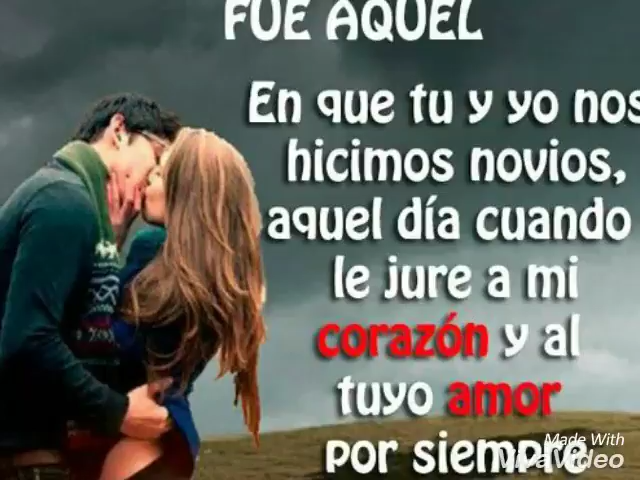 FUE AQUEL
En que tu y yo nos
hicimos novios,
aquel día cuando
le jure a mi
corazón y al
tuyo amor
por siempre
Made With
VivaVideo